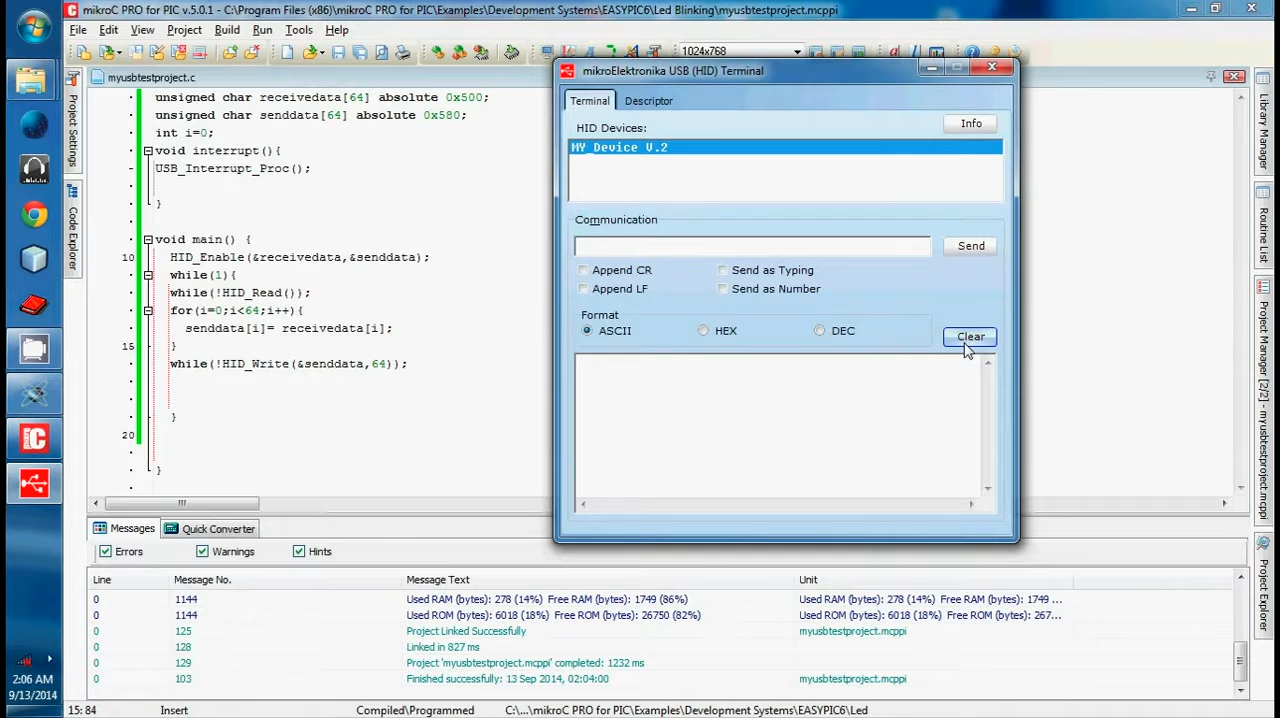 mikroC PRO for PIC v.5.0.1 - C:\Program Files (x86)\mikroC PRO for PIC\Examples\Development Systems\EASYPIC6\Led Blinking\myusbtestproject.mcppi
File Edit View Project Build Run Tools Help
1024x768
myusbtestproject.c
Project Settings
Code Explorer
unsigned char receivedata[64] absolute 0x500;
unsigned char senddata[64] absolute 0x580;
int i=0;
void interrupt(){
USB_Interrupt_Proc();
}
void main() {
10 HID_Enable(&receivedata,&senddata);
while(1){
while(!HID_Read());
for(i=0;i<64;i++){
senddata[i]= receivedata[i];
15 }
while(!HID_Write(&senddata,64));
}
20
}
mikroElektronika USB (HID) Terminal
Terminal Descriptor
HID Devices:
Info
MY_Device V.2
Communication
Send
Append CR Send as Typing
Append LF Send as Number
Format
ASCII HEX DEC
Clear
Library Manager
Routine List
Project Manager [2/2] - myusbtestproject.mcppi
Project Explorer
Messages Quick Converter
Errors Warnings Hints
Line Message No. Message Text Unit
0 1144 Used RAM (bytes): 278 (14%) Free RAM (bytes): 1749 (86%) Used RAM (bytes): 278 (14%) Free RAM (bytes): 1749 ...
0 1144 Used ROM (bytes): 6018 (18%) Free ROM (bytes): 26750 (82%) Used ROM (bytes): 6018 (18%) Free ROM (bytes): 267...
0 125 Project Linked Successfully myusbtestproject.mcppi
0 128 Linked in 827 ms
0 129 Project 'myusbtestproject.mcppi' completed: 1232 ms
0 103 Finished successfully: 13 Sep 2014, 02:04:00 myusbtestproject.mcppi
2:06 AM
9/13/2014
15: 84 Insert Compiled/Programmed C:\...\mikroC PRO for PIC\Examples\Development Systems\EASYPIC6\Led